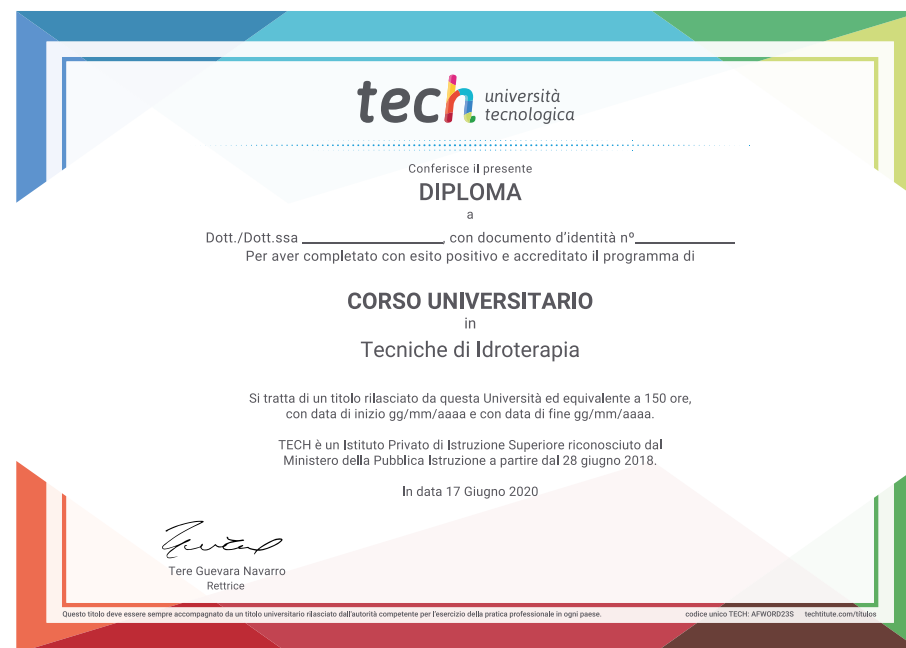 tech università
tecnologica
Conferisce il presente
DIPLOMA
a
Dott./Dott.ssa ________________, con documento d'identità nº____________
Per aver completato con esito positivo e accreditato il programma di
CORSO UNIVERSITARIO
in
Tecniche di Idroterapia
Si tratta di un titolo rilasciato da questa Università ed equivalente a 150 ore,
con data di inizio gg/mm/aaaa e con data di fine gg/mm/aaaa.
TECH è un Istituto Privato di Istruzione Superiore riconosciuto dal
Ministero della Pubblica Istruzione a partire dal 28 giugno 2018.
In data 17 Giugno 2020
Tere Guevara Navarro
Rettrice
Questo titolo deve essere sempre accompagnato da un titolo universitario rilasciato dall'autorità competente per l'esercizio della pratica professionale in ogni paese. codice unico TECH: AFWORD23S techtitute.com/titulos